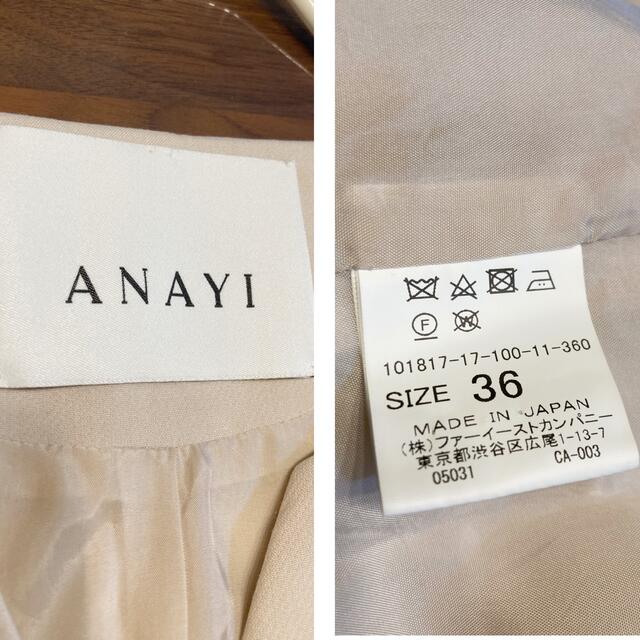 ANAYI
F W
101817-17-100-11-360
SIZE 36
MADE IN JAPAN
(株)ファーイーストカンパニー
東京都渋谷区広尾1-13-7
05031 CA-003